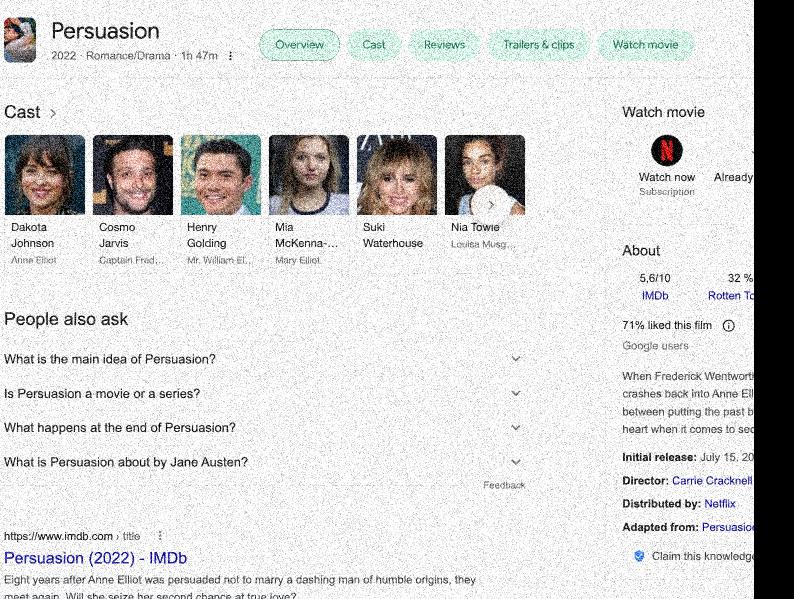 Persuasion
2022 · Romance/Drama · 1h 47m
Overview
Cast
Reviews
Trailers & clips
Watch movie
Cast
Dakota
Johnson
Anne Elliot
Cosmo
Jarvis
Captain Fred...
Henry
Golding
Mr. William El...
Mia
McKenna-...
Mary Elliot
Suki
Waterhouse
Nia Towle
Louisa Musg...
People also ask
What is the main idea of Persuasion?
Is Persuasion a movie or a series?
What happens at the end of Persuasion?
What is Persuasion about by Jane Austen?
Feedback
https://www.imdb.com › title
Persuasion (2022) - IMDb
Eight years after Anne Elliot was persuaded not to marry a dashing man of humble origins, they
meet again. Will she seize her second chance at true love?
Watch movie
N
Watch now
Subscription
Already
About
5,6/10
IMDb
32 %
Rotten To
71% liked this film
Google users
When Frederick Wentworth
crashes back into Anne Ell
between putting the past b
heart when it comes to sec
Initial release: July 15, 20
Director: Carrie Cracknell
Distributed by: Netflix
Adapted from: Persuasio
Claim this knowledge